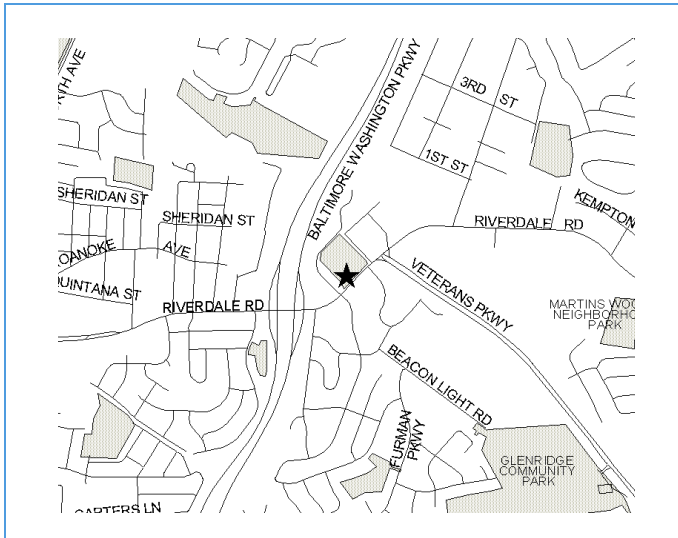 BALTIMORE WASHINGTON PKWY
3RD ST
1ST ST
SHERIDAN ST
SHERIDAN ST
KEMPTON
RIVERDALE RD
AVE
VETERANS PKWY
RIVERDALE RD
MARTINS
NEIGHBORHO
PARK
BEACON LIGHT RD
FURMAN
PKWY
GLENRIDGE
COMMUNITY
PARK
CARTERS LN